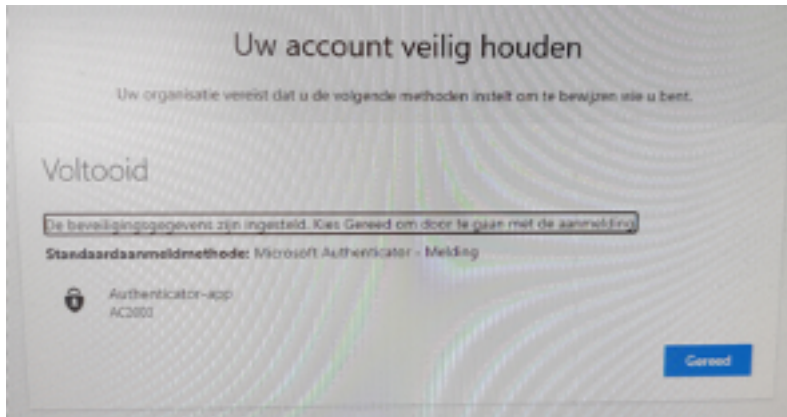 Uw account veilig houden
Uw organisatie vereist dat u de volgende methoden instelt om te bewijzen wie u bent.
Voltooid
De beveiligingsgegevens zijn ingesteld. Kies Gereed om door te gaan met de aanmelding.
Standaardaanmeldmethode: Microsoft Authenticator - Melding
Authenticator-app
Gereed